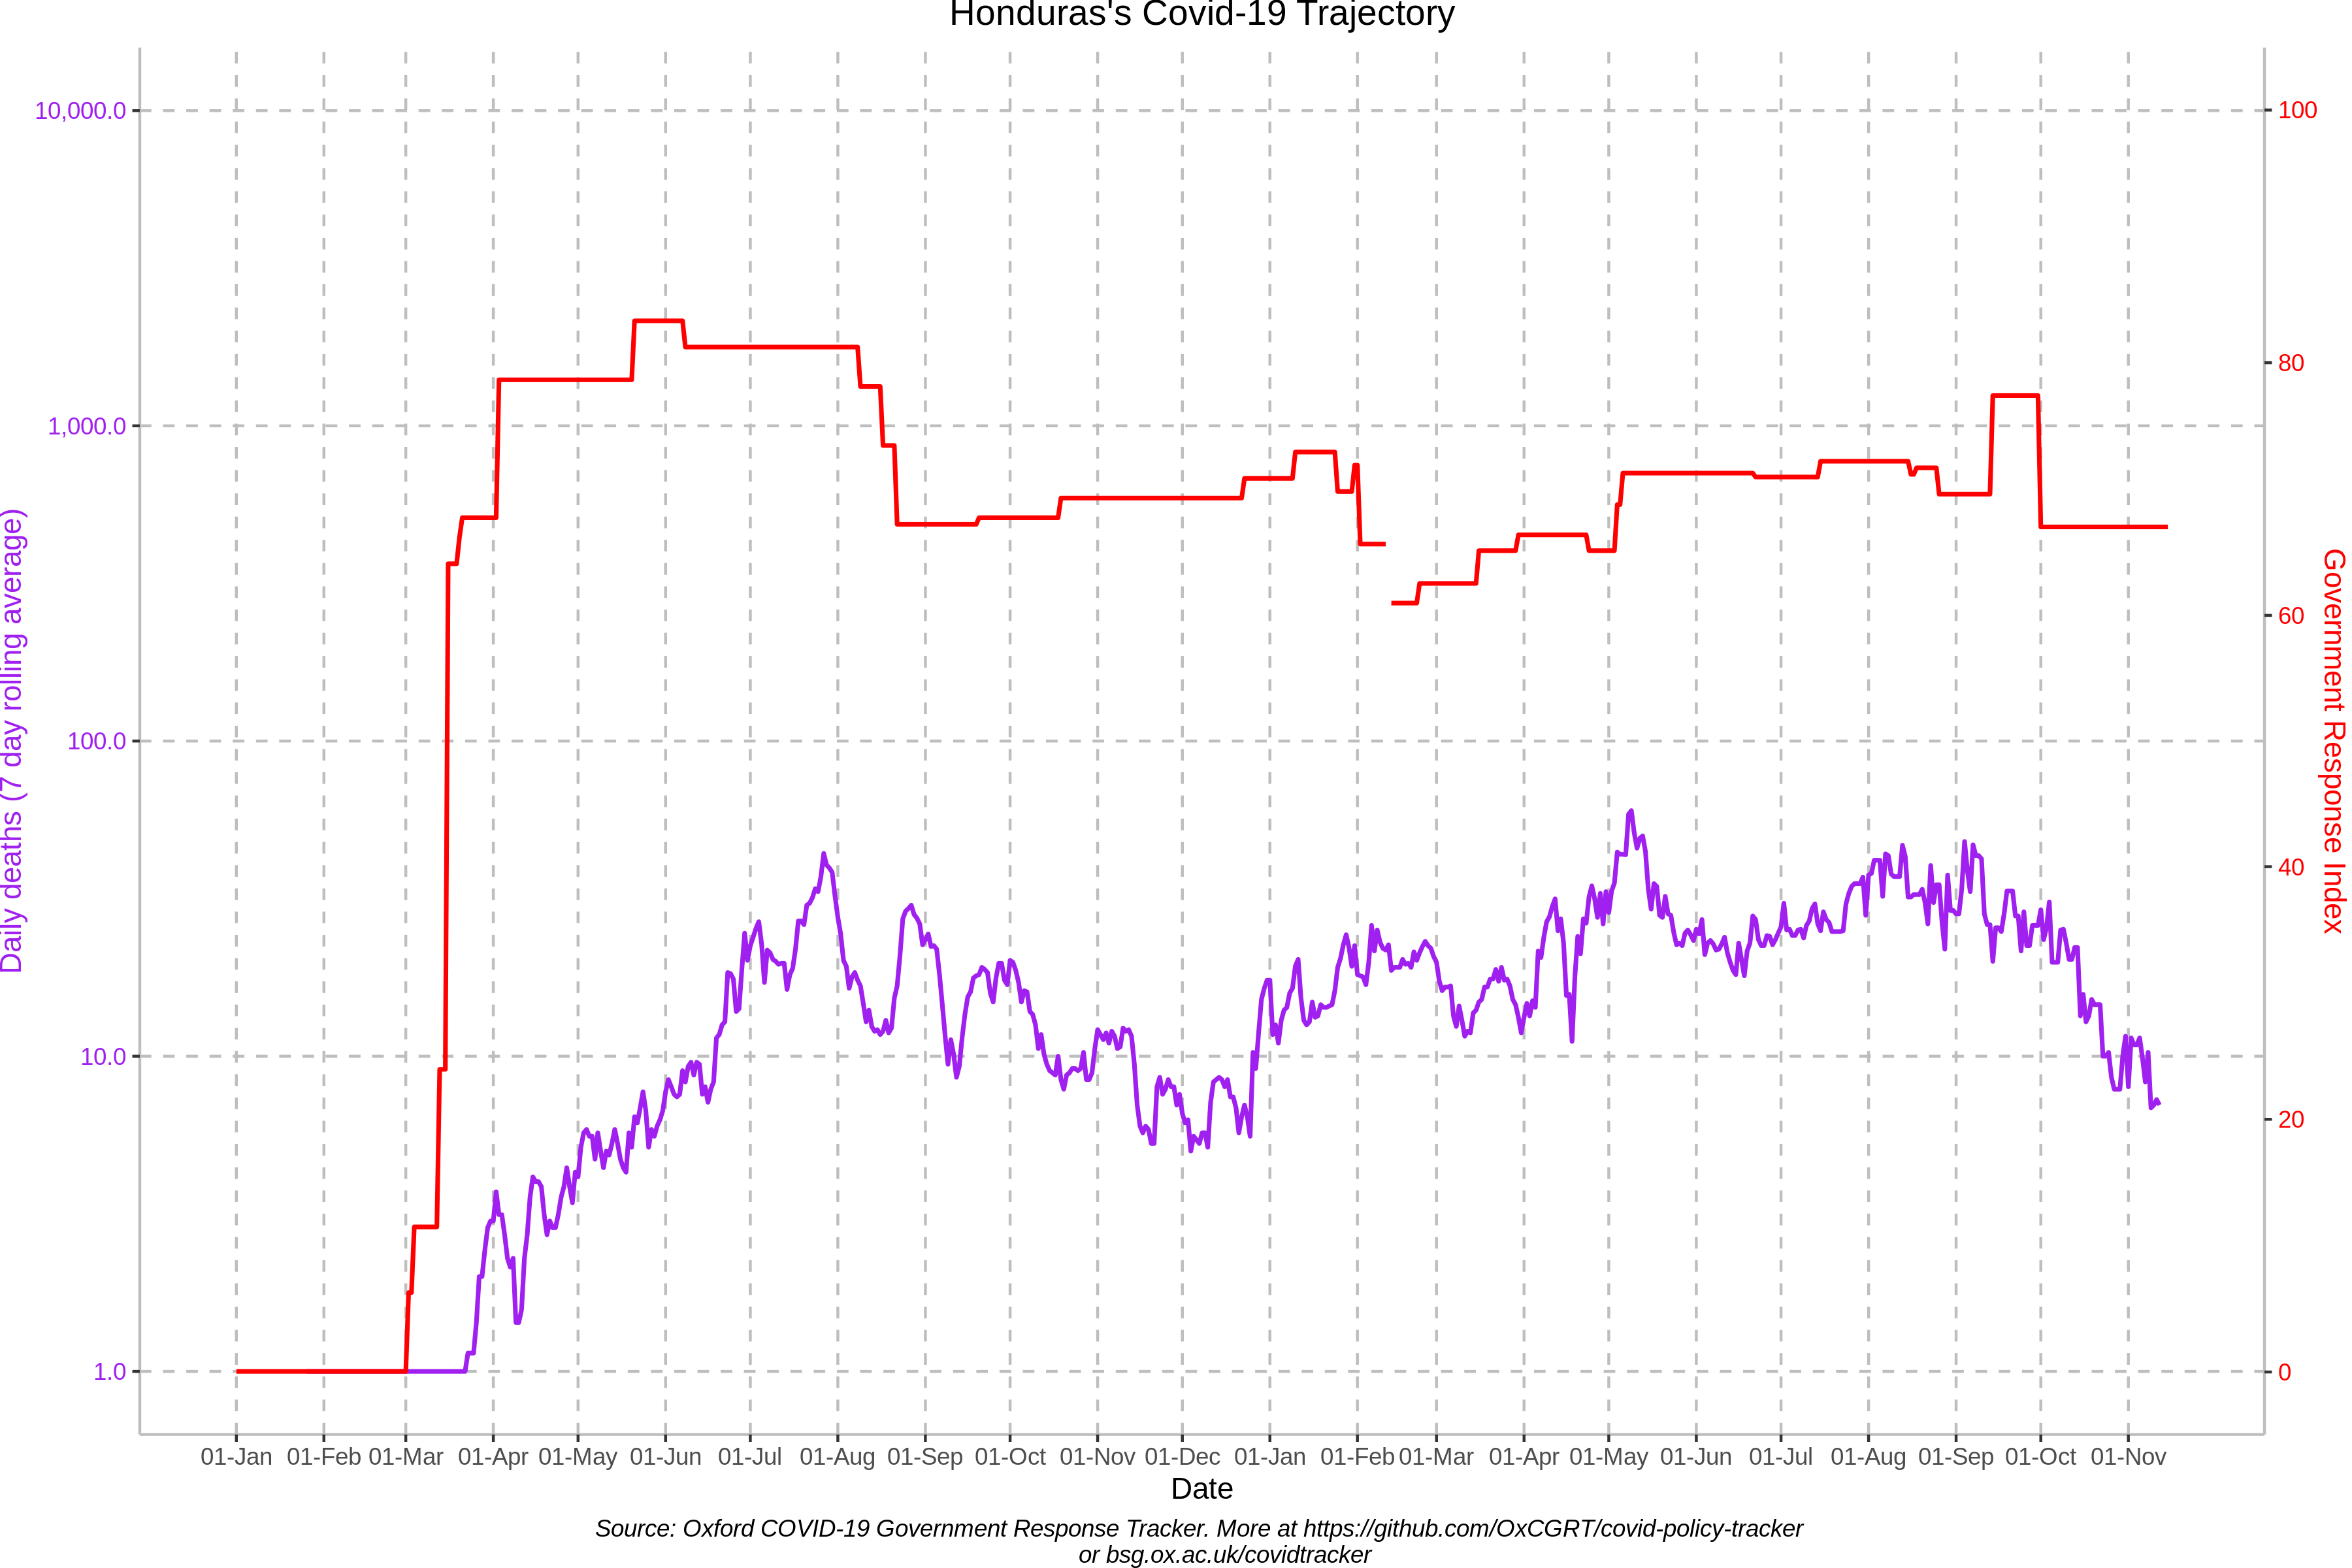 Honduras's Covid-19 Trajectory
10,000.0
1,000.0
100.0
10.0
1.0
Daily deaths (7 day rolling average)
100
80
60
40
20
0
Government Response Index
01-Jan 01-Feb 01-Mar 01-Apr 01-May 01-Jun 01-Jul 01-Aug 01-Sep 01-Oct 01-Nov 01-Dec 01-Jan 01-Feb 01-Mar 01-Apr 01-May 01-Jun 01-Jul 01-Aug 01-Sep 01-Oct 01-Nov
Date
Source: Oxford COVID-19 Government Response Tracker. More at https://github.com/OxCGRT/covid-policy-tracker
or bsg.ox.ac.uk/covidtracker